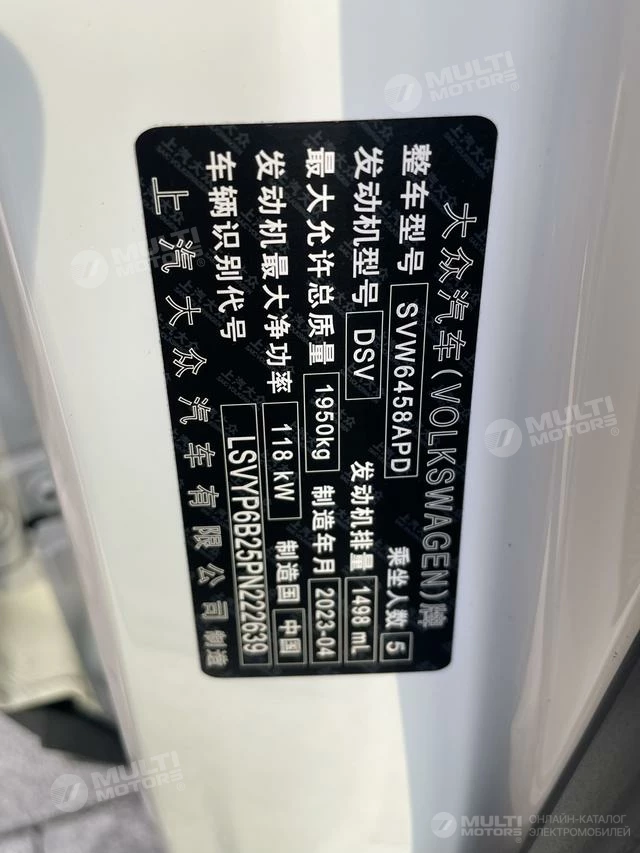 大众汽车(VOLKSWAGEN)牌
整车型号 SVW6458APD 乘坐人数 5
发动机型号 DSV 发动机排量 1498 mL
最大允许总质量 1950kg 制造年月 2023-04
发动机最大净功率 118 kW 制造国 中国
车辆识别代号 LSVYP6B25PN222639
上汽大众汽车有限公司制造
MULTI MOTORS®
MULTI MOTORS®
MULTI MOTORS®
MULTI MOTORS®
MULTI MOTORS
ОНЛАЙН-КАТАЛОГ
ЭЛЕКТРОМОБИЛЕЙ